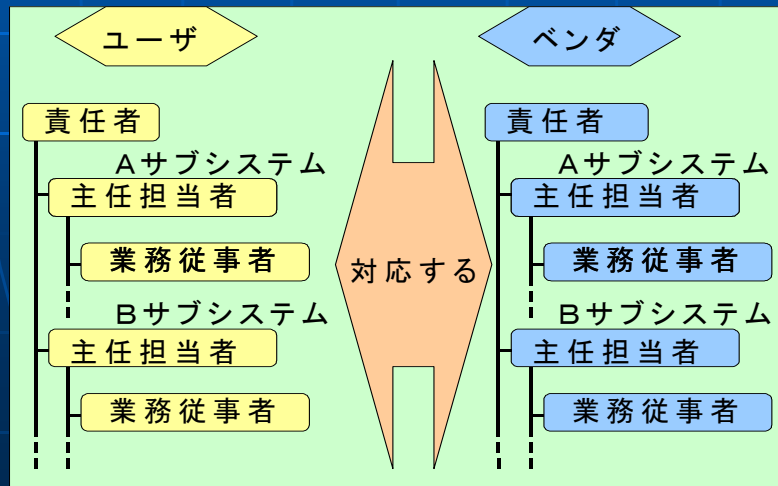 ユーザ
責任者
Aサブシステム
主任担当者
業務従事者
Bサブシステム
主任担当者
業務従事者
対応する
ベンダ
責任者
Aサブシステム
主任担当者
業務従事者
Bサブシステム
主任担当者
業務従事者